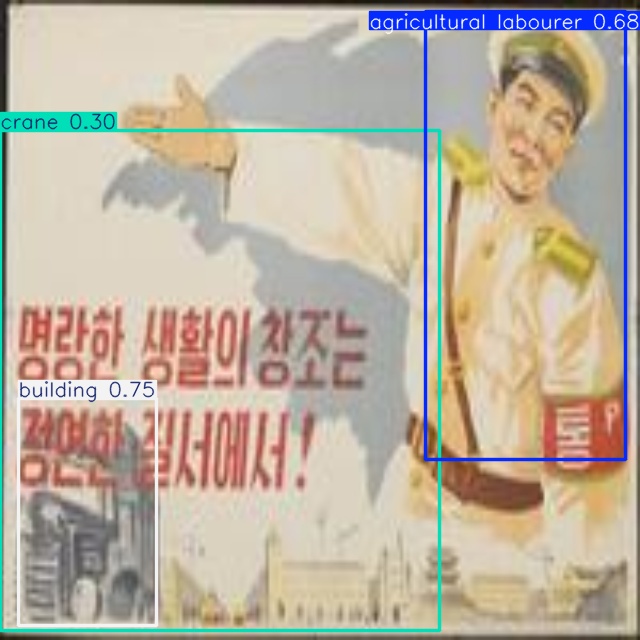 agricultural labourer 0.68
crane 0.30
명랑한 생활의 창조는
building 0.75
정연한 질서에서!